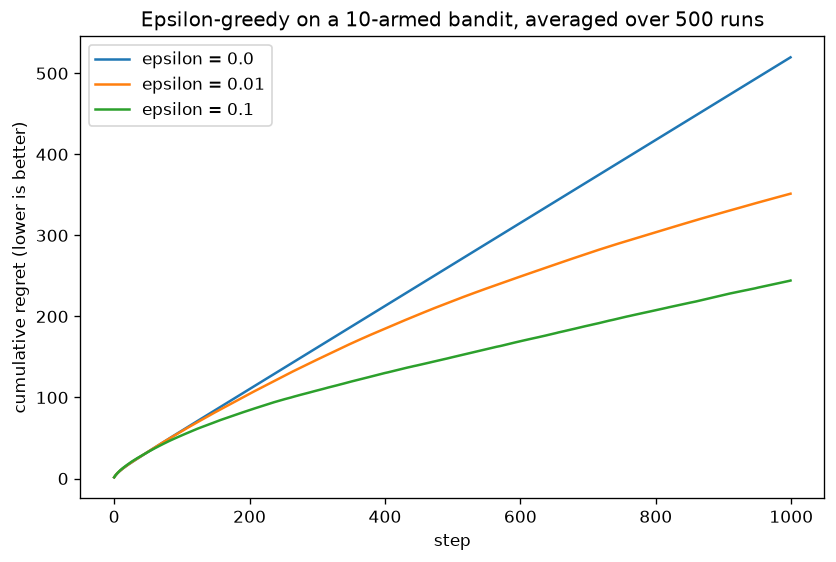 Epsilon-greedy on a 10-armed bandit, averaged over 500 runs
epsilon = 0.0
epsilon = 0.01
epsilon = 0.1
cumulative regret (lower is better)
500
400
300
200
100
0
0 200 400 600 800 1000
step